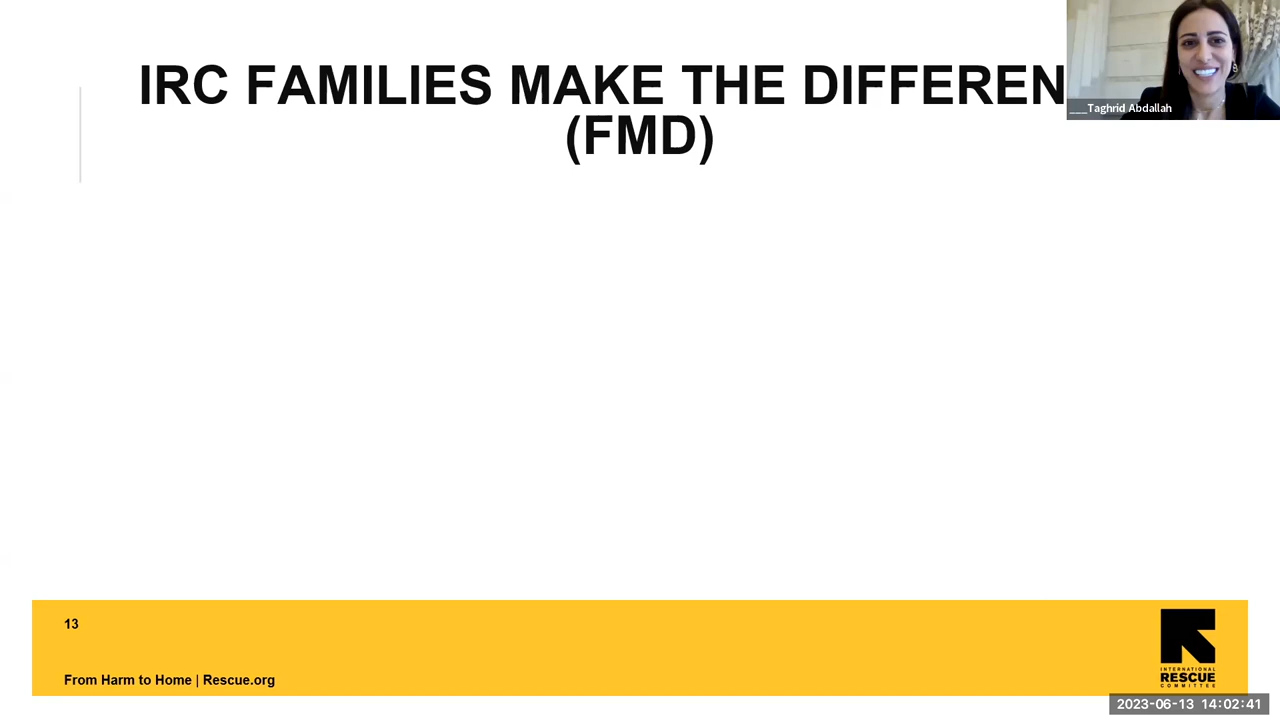 IRC FAMILIES MAKE THE DIFFEREN
(FMD)
___Taghrid Abdallah
13
From Harm to Home | Rescue.org
INTERNATIONAL
RESCUE
COMMITTEE
2023-06-13 14:02:41